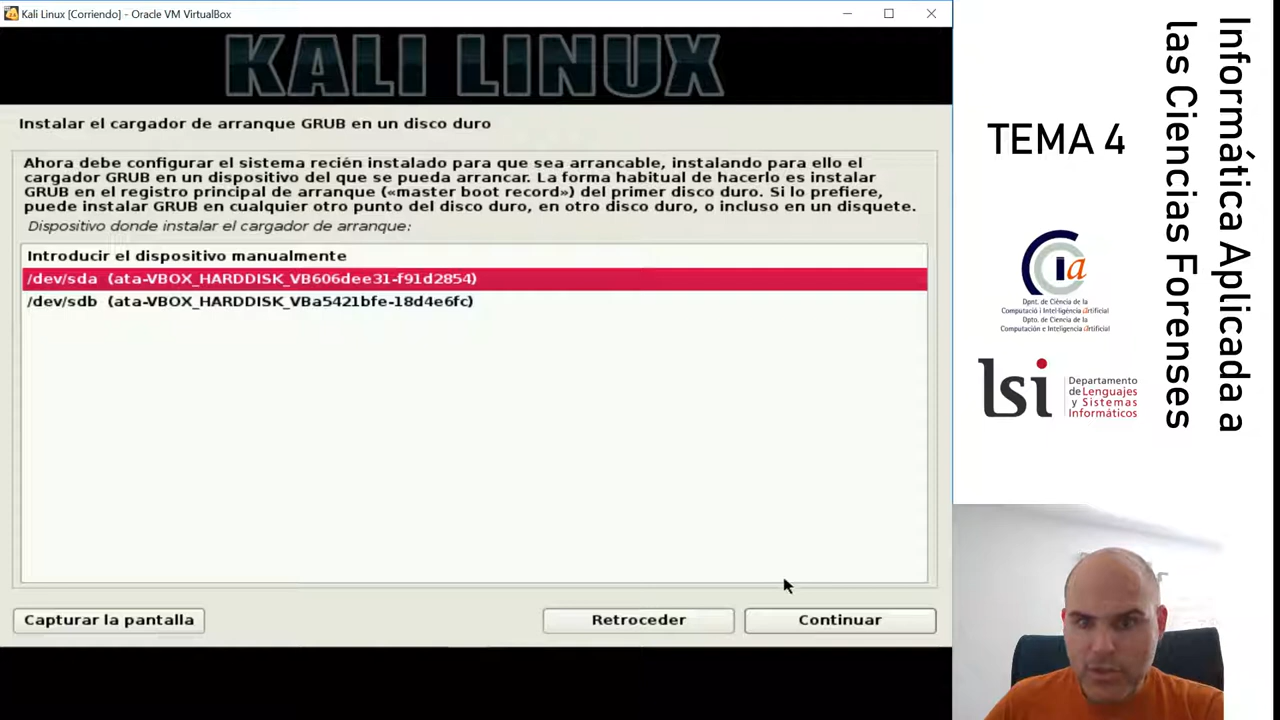 Kali Linux [Corriendo] - Oracle VM VirtualBox
KALI LINUX
Instalar el cargador de arranque GRUB en un disco duro
Ahora debe configurar el sistema recién instalado para que sea arrancable, instalando para ello el
cargador GRUB en un dispositivo del que se pueda arrancar. La forma habitual de hacerlo es instalar
GRUB en el registro principal de arranque («master boot record») del primer disco duro. Si lo prefiere,
puede instalar GRUB en cualquier otro punto del disco duro, en otro disco duro, o incluso en un disquete.
Dispositivo donde instalar el cargador de arranque:
Introducir el dispositivo manualmente
/dev/sda (ata-VBOX_HARDDISK_VB606dee31-f91d2854)
/dev/sdb (ata-VBOX_HARDDISK_VBa5421bfe-18d4e6fc)
Capturar la pantalla
Retroceder
Continuar
TEMA 4
Informática Aplicada a
las Ciencias Forenses
cia
Dpnt. de Ciència de la
Computació i Intel·ligència artificial
Dpto. de Ciencia de la
Computación e Inteligencia artificial
lsi
Departamento
de Lenguajes
y Sistemas
Informáticos